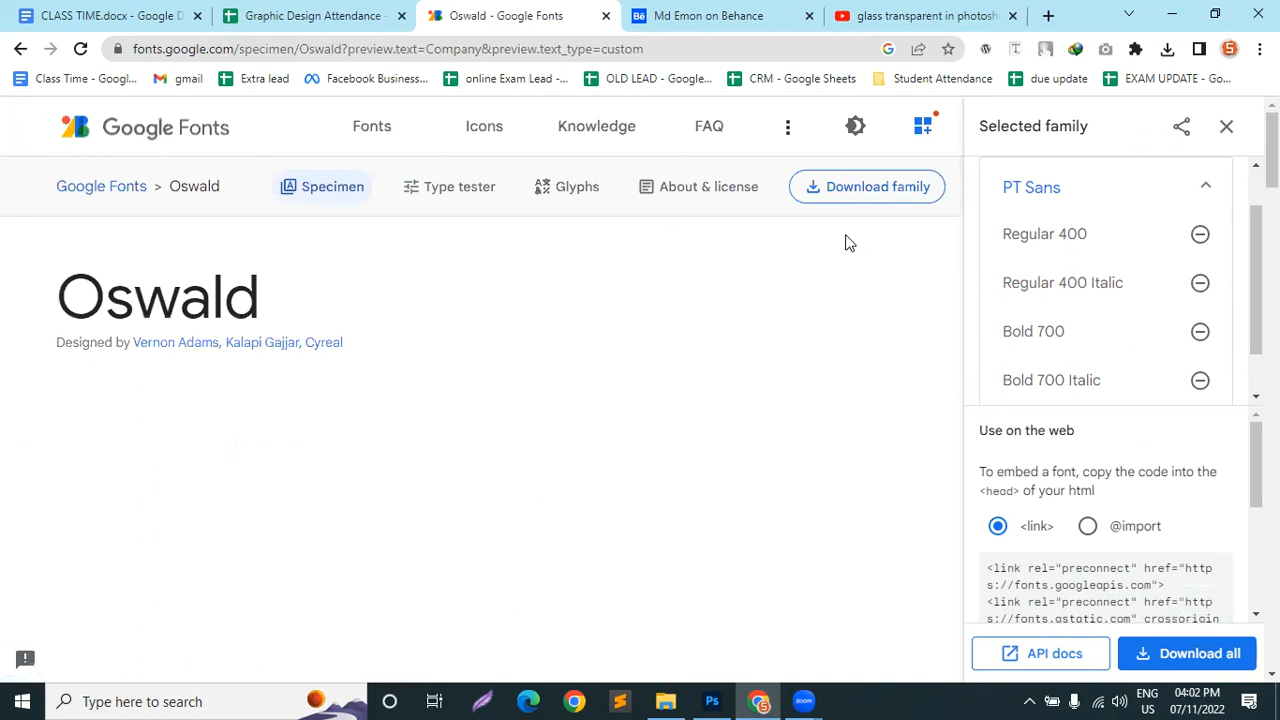 CLASS TIME.docx - Google D
Graphic Design Attendance -
Oswald - Google Fonts
Md Emon on Behance
glass transparent in photosh
fonts.google.com/specimen/Oswald?preview.text=Company&preview.text_type=custom
Class Time - Googl...
gmail
Extra lead
Facebook Business...
online Exam Lead -...
OLD LEAD - Google...
CRM - Google Sheets
Student Attendance
due update
EXAM UPDATE - Go...
Google Fonts
Fonts
Icons
Knowledge
FAQ
Selected family
Google Fonts > Oswald
Specimen
Type tester
Glyphs
About & license
Download family
PT Sans
Regular 400
Regular 400 Italic
Bold 700
Bold 700 Italic
Oswald
Designed by Vernon Adams, Kalapi Gajjar, Cyreal
Use on the web
To embed a font, copy the code into the
<head> of your html
<link>
@import
<link rel="preconnect" href="http
s://fonts.googleapis.com">
<link rel="preconnect" href="http
s://fonts.gstatic.com" crossorigin
API docs
Download all
Type here to search
zoom
ENG
US
04:02 PM
07/11/2022